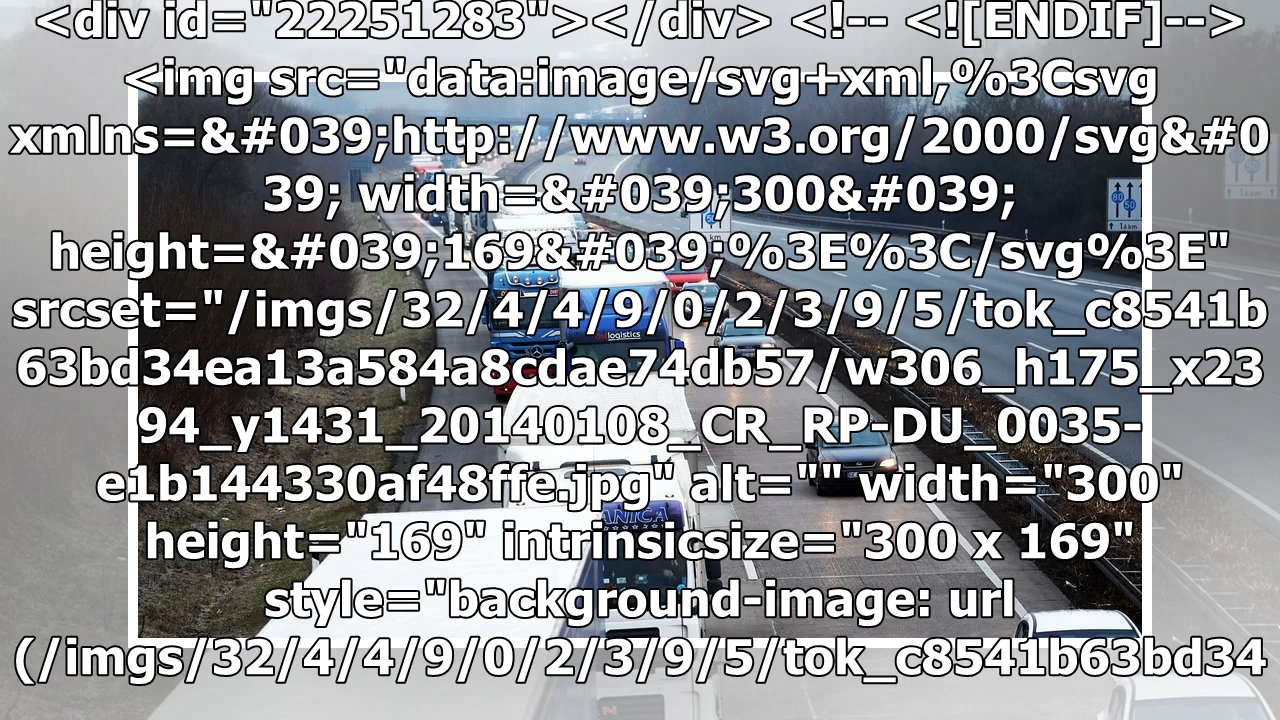 <div id="22251283"></div> <!-- <![ENDIF]-->
<img src="data:image/svg+xml,%3Csvg
xmlns=&#039;http://www.w3.org/2000/svg&#0
39; width=&#039;300&#039;
height=&#039;169&#039;%3E%3C/svg%3E"
srcset="/imgs/32/4/4/9/0/2/3/9/5/tok_c8541b
63bd34ea13a584a8cdae74db57/w306_h175_x23
94_y1431_20140108_CR_RP-DU_0035-
e1b144330af48ffe.jpg" alt="" width="300"
height="169" intrinsicsize="300 x 169"
style="background-image: url
(/imgs/32/4/4/9/0/2/3/9/5/tok_c8541b63bd34
logistics